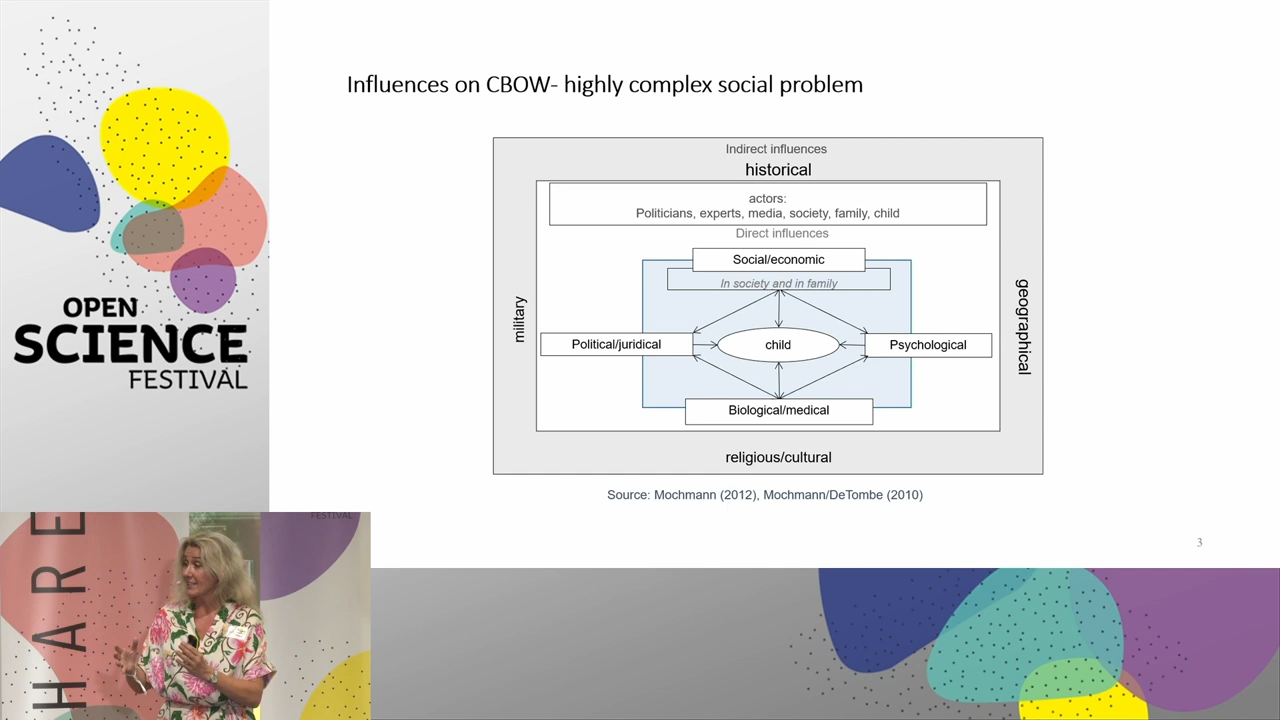 OPEN
SCIENCE
FESTIVAL
Influences on CBOW- highly complex social problem
Indirect influences
historical
actors:
Politicians, experts, media, society, family, child
Direct influences
Social/economic
In society and in family
military
geographical
Political/juridical
child
Psychological
Biological/medical
religious/cultural
Source: Mochmann (2012), Mochmann/DeTombe (2010)
3
FESTIVAL
HARE